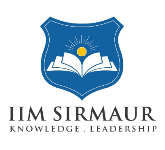 IIM SIRMAUR
KNOWLEDGE . LEADERSHIP